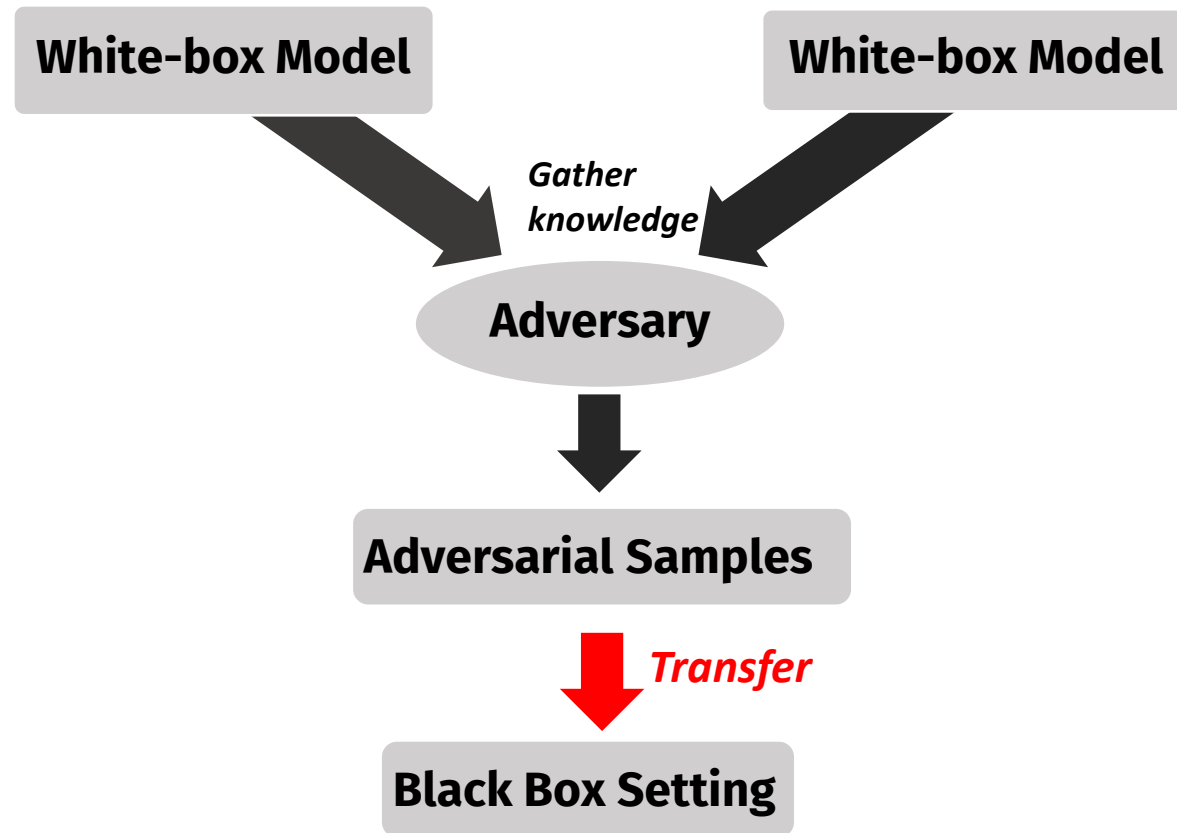 White-box Model
White-box Model
Gather
knowledge
Adversary
Adversarial Samples
Transfer
Black Box Setting